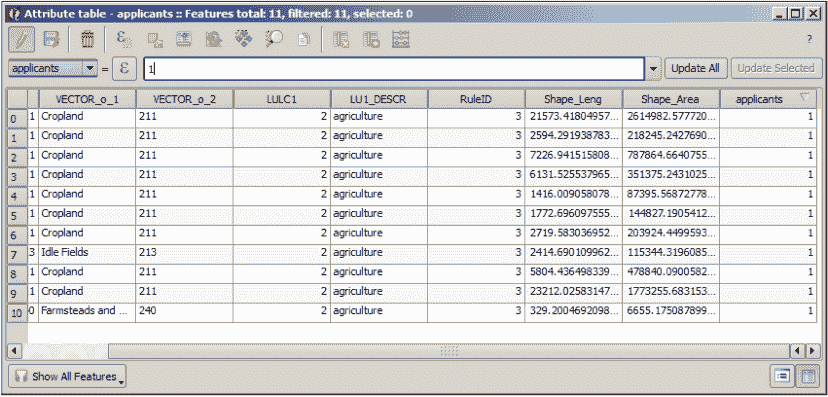 Attribute table - applicants :: Features total: 11, filtered: 11, selected: 0
?
applicants = ε 1 Update All Update Selected
VECTOR_o_1 VECTOR_o_2 LULC1 LU1_DESCR RuleID Shape_Leng Shape_Area applicants
0 1 Cropland 211 2 agriculture 3 21573.41804957... 2614982.577720... 1
1 1 Cropland 211 2 agriculture 3 2594.291938783... 218245.2427690... 1
2 1 Cropland 211 2 agriculture 3 7226.941515808... 787864.6640755... 1
3 1 Cropland 211 2 agriculture 3 6131.525537965... 351375.2431025... 1
4 1 Cropland 211 2 agriculture 3 1416.009058078... 87395.56872778... 1
5 1 Cropland 211 2 agriculture 3 1772.696097555... 144827.1905412... 1
6 1 Cropland 211 2 agriculture 3 2719.583036952... 203924.4499593... 1
7 3 Idle Fields 213 2 agriculture 3 2414.690109962... 115344.3196085... 1
8 1 Cropland 211 2 agriculture 3 5804.436498339... 478840.0900582... 1
9 1 Cropland 211 2 agriculture 3 23212.02583147... 1773255.683153... 1
10 0 Farmsteads and ... 240 2 agriculture 3 329.2004692098... 6655.175087899... 1
Show All Features